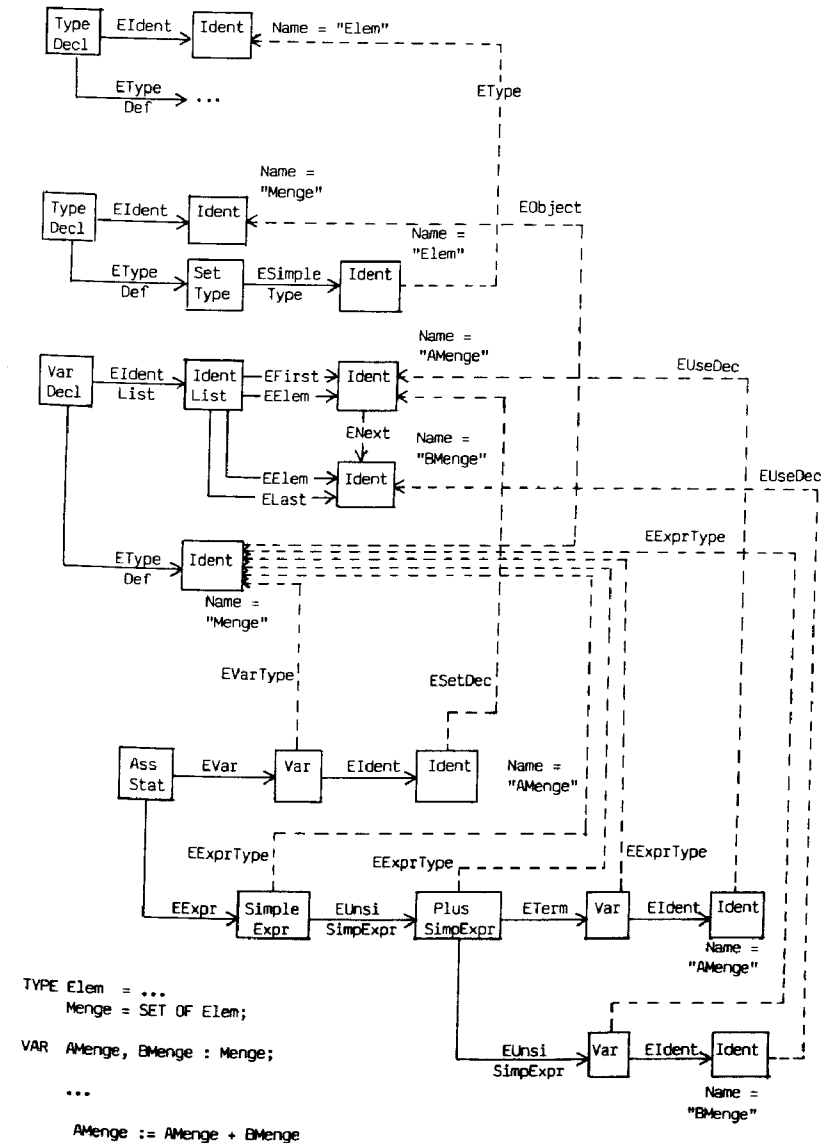 Type
Decl
EIdent
Ident
Name = "Elem"
EType
Def
...
EType
Name =
"Menge"
Type
Decl
EIdent
Ident
EObject
Name =
"Elem"
EType
Def
Set
Type
ESimple
Type
Ident
Name =
"AMenge"
Var
Decl
EIdent
List
Ident
List
EFirst
EElem
Ident
EUseDec
ENext
Name =
"BMenge"
EElem
ELast
Ident
EUseDec
EType
Def
Ident
EExprType
Name =
"Menge"
EVarType
ESetDec
Ass
Stat
EVar
Var
EIdent
Ident
Name =
"AMenge"
EExprType
EExprType
EExprType
EExpr
Simple
Expr
EUnsi
SimpExpr
Plus
SimpExpr
ETerm
Var
EIdent
Ident
Name =
"AMenge"
EUnsi
SimpExpr
Var
EIdent
Ident
Name =
"BMenge"
TYPE Elem = ...
Menge = SET OF Elem;
VAR AMenge, BMenge : Menge;
...
AMenge := AMenge + BMenge